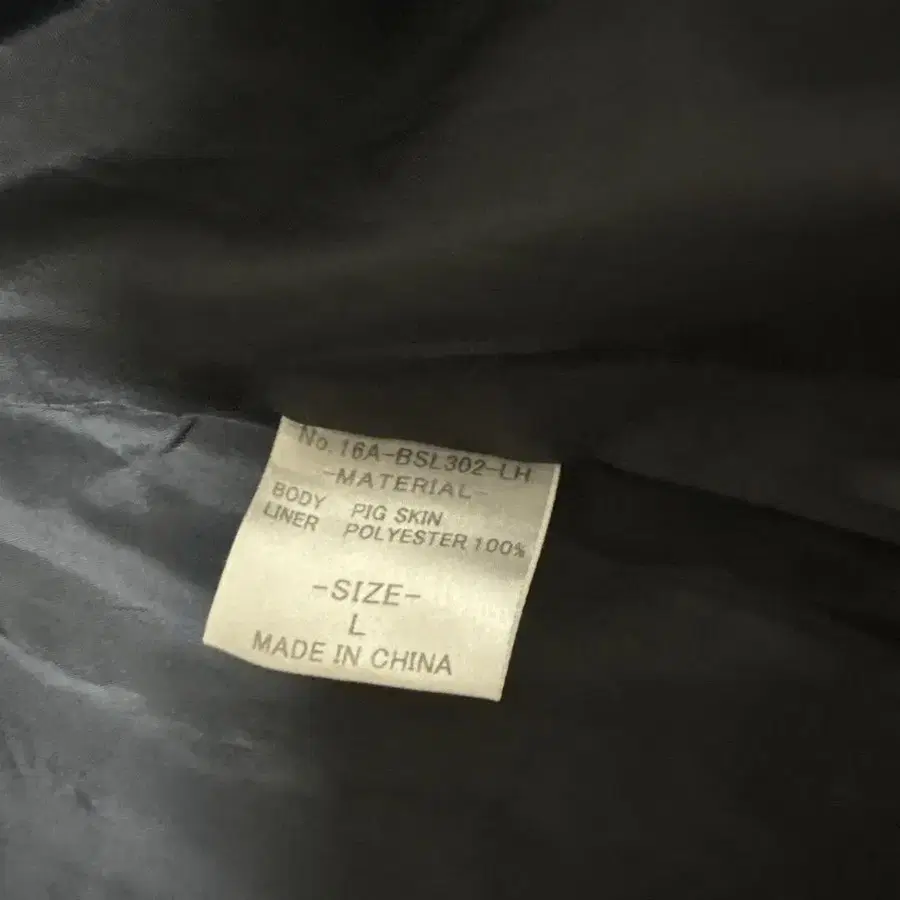 No.16A-BSL302-LH
-MATERIAL-
BODY PIG SKIN
LINER POLYESTER 100%
-SIZE-
L
MADE IN CHINA